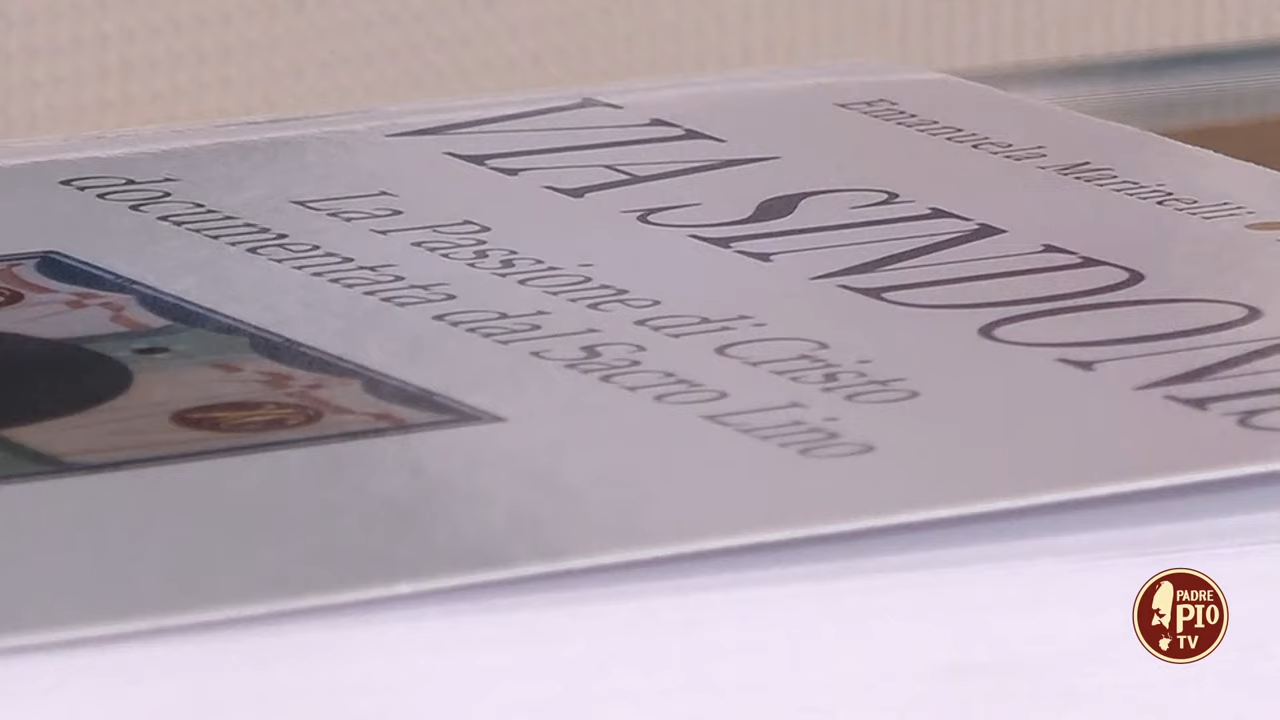 Emanuela Marinelli
VIA SINDONIS
La Passione di Cristo
documentata dal Sacro Lino
PADRE
PIO
TV